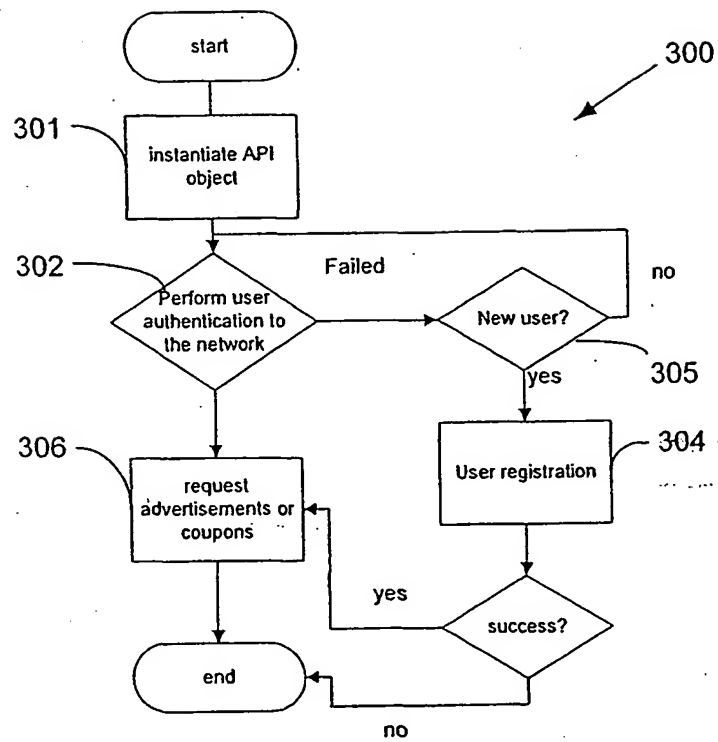 start
300
301
instantiate API
object
302
Failed
no
Perform user
authentication to
the network
New user?
305
yes
306
304
request
advertisements or
coupons
User registration
yes
success?
end
no